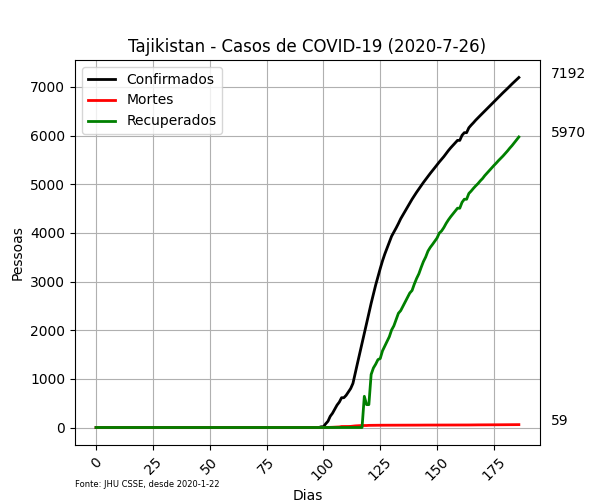 Tajikistan - Casos de COVID-19 (2020-7-26)
Confirmados
Mortes
Recuperados
7192
5970
59
Pessoas
7000
6000
5000
4000
3000
2000
1000
0
0
25
50
75
100
125
150
175
Fonte: JHU CSSE, desde 2020-1-22
Dias